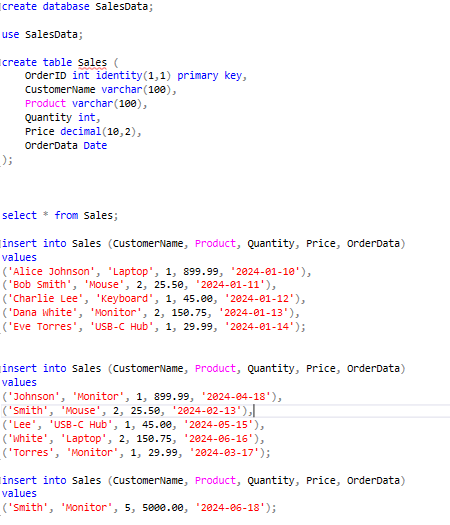 create database SalesData;
use SalesData;
create table Sales (
OrderID int identity(1,1) primary key,
CustomerName varchar(100),
Product varchar(100),
Quantity int,
Price decimal(10,2),
OrderData Date
);
select * from Sales;
insert into Sales (CustomerName, Product, Quantity, Price, OrderData)
values
('Alice Johnson', 'Laptop', 1, 899.99, '2024-01-10'),
('Bob Smith', 'Mouse', 2, 25.50, '2024-01-11'),
('Charlie Lee', 'Keyboard', 1, 45.00, '2024-01-12'),
('Dana White', 'Monitor', 2, 150.75, '2024-01-13'),
('Eve Torres', 'USB-C Hub', 1, 29.99, '2024-01-14');
insert into Sales (CustomerName, Product, Quantity, Price, OrderData)
values
('Johnson', 'Monitor', 1, 899.99, '2024-04-18'),
('Smith', 'Mouse', 2, 25.50, '2024-02-13'),
('Lee', 'USB-C Hub', 1, 45.00, '2024-05-15'),
('White', 'Laptop', 2, 150.75, '2024-06-16'),
('Torres', 'Monitor', 1, 29.99, '2024-03-17');
insert into Sales (CustomerName, Product, Quantity, Price, OrderData)
values
('Smith', 'Monitor', 5, 5000.00, '2024-06-18');